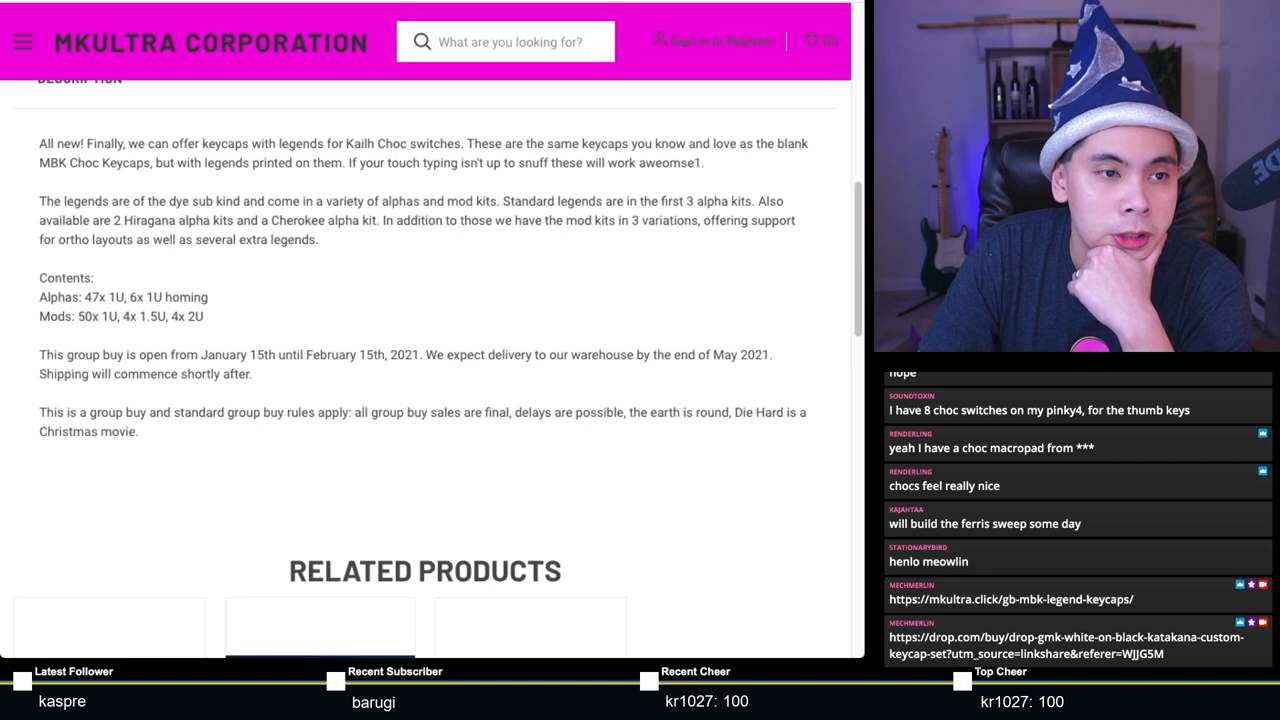 MKULTRA CORPORATION
What are you looking for?
Sign in or Register
(0)
DESCRIPTION
All new! Finally, we can offer keycaps with legends for Kailh Choc switches. These are the same keycaps you know and love as the blank
MBK Choc Keycaps, but with legends printed on them. If your touch typing isn't up to snuff these will work aweomse1.
The legends are of the dye sub kind and come in a variety of alphas and mod kits. Standard legends are in the first 3 alpha kits. Also
available are 2 Hiragana alpha kits and a Cherokee alpha kit. In addition to those we have the mod kits in 3 variations, offering support
for ortho layouts as well as several extra legends.
Contents:
Alphas: 47x 1U, 6x 1U homing
Mods: 50x 1U, 4x 1.5U, 4x 2U
This group buy is open from January 15th until February 15th, 2021. We expect delivery to our warehouse by the end of May 2021.
Shipping will commence shortly after.
This is a group buy and standard group buy rules apply: all group buy sales are final, delays are possible, the earth is round, Die Hard is a
Christmas movie.
RELATED PRODUCTS
nope
SOUNDTOXIN
I have 8 choc switches on my pinky4, for the thumb keys
RENDERLING
yeah I have a choc macropad from ***
RENDERLING
chocs feel really nice
KAJAHTAA
will build the ferris sweep some day
STATIONARYBIRD
henlo meowlin
MECHMERLIN
https://mkultra.click/gb-mbk-legend-keycaps/
MECHMERLIN
https://drop.com/buy/drop-gmk-white-on-black-katakana-custom-
keycap-set?utm_source=linkshare&referer=WJJG5M
Latest Follower
kaspre
Recent Subscriber
barugi
Recent Cheer
kr1027: 100
Top Cheer
kr1027: 100